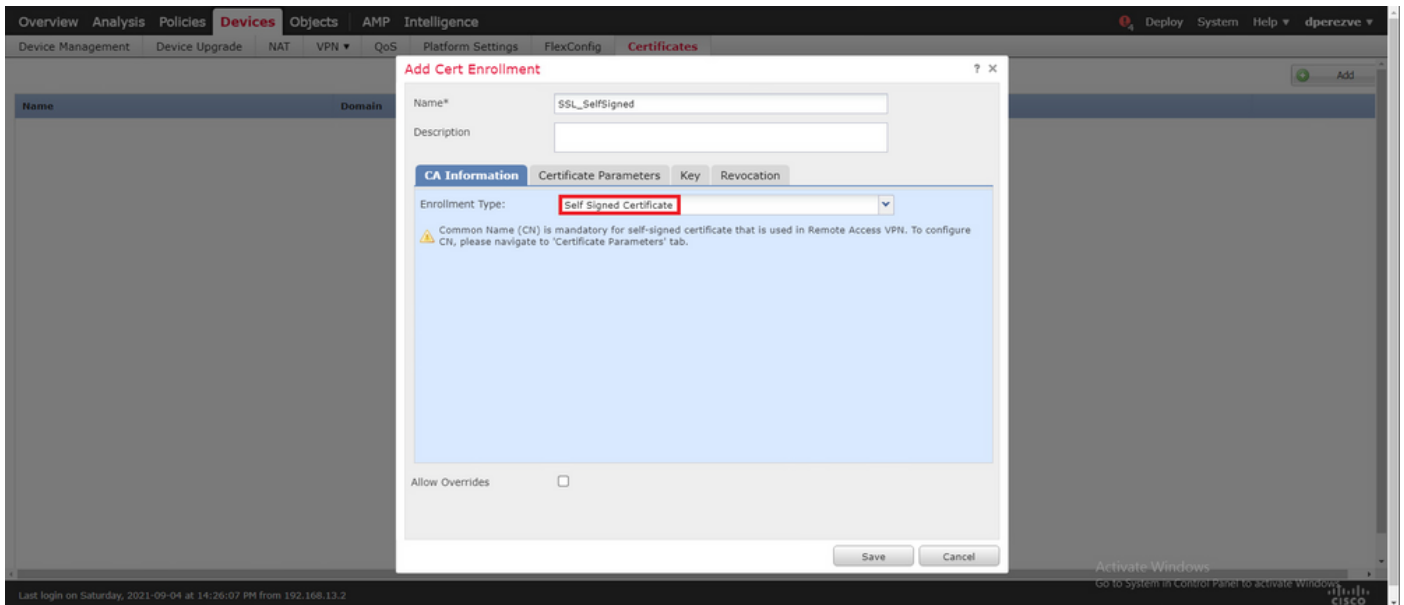 Overview Analysis Policies Devices Objects AMP Intelligence Deploy System Help dperezve
Device Management Device Upgrade NAT VPN QoS Platform Settings FlexConfig Certificates
Add Cert Enrollment ? ×
Add
Name Domain
Name* SSL_SelfSigned
Description
CA Information Certificate Parameters Key Revocation
Enrollment Type: Self Signed Certificate
Common Name (CN) is mandatory for self-signed certificate that is used in Remote Access VPN. To configure
CN, please navigate to 'Certificate Parameters' tab.
Allow Overrides
Save Cancel
Activate Windows
Go to System in Control Panel to activate Windows.
Last login on Saturday, 2021-09-04 at 14:26:07 PM from 192.168.13.2
CISCO